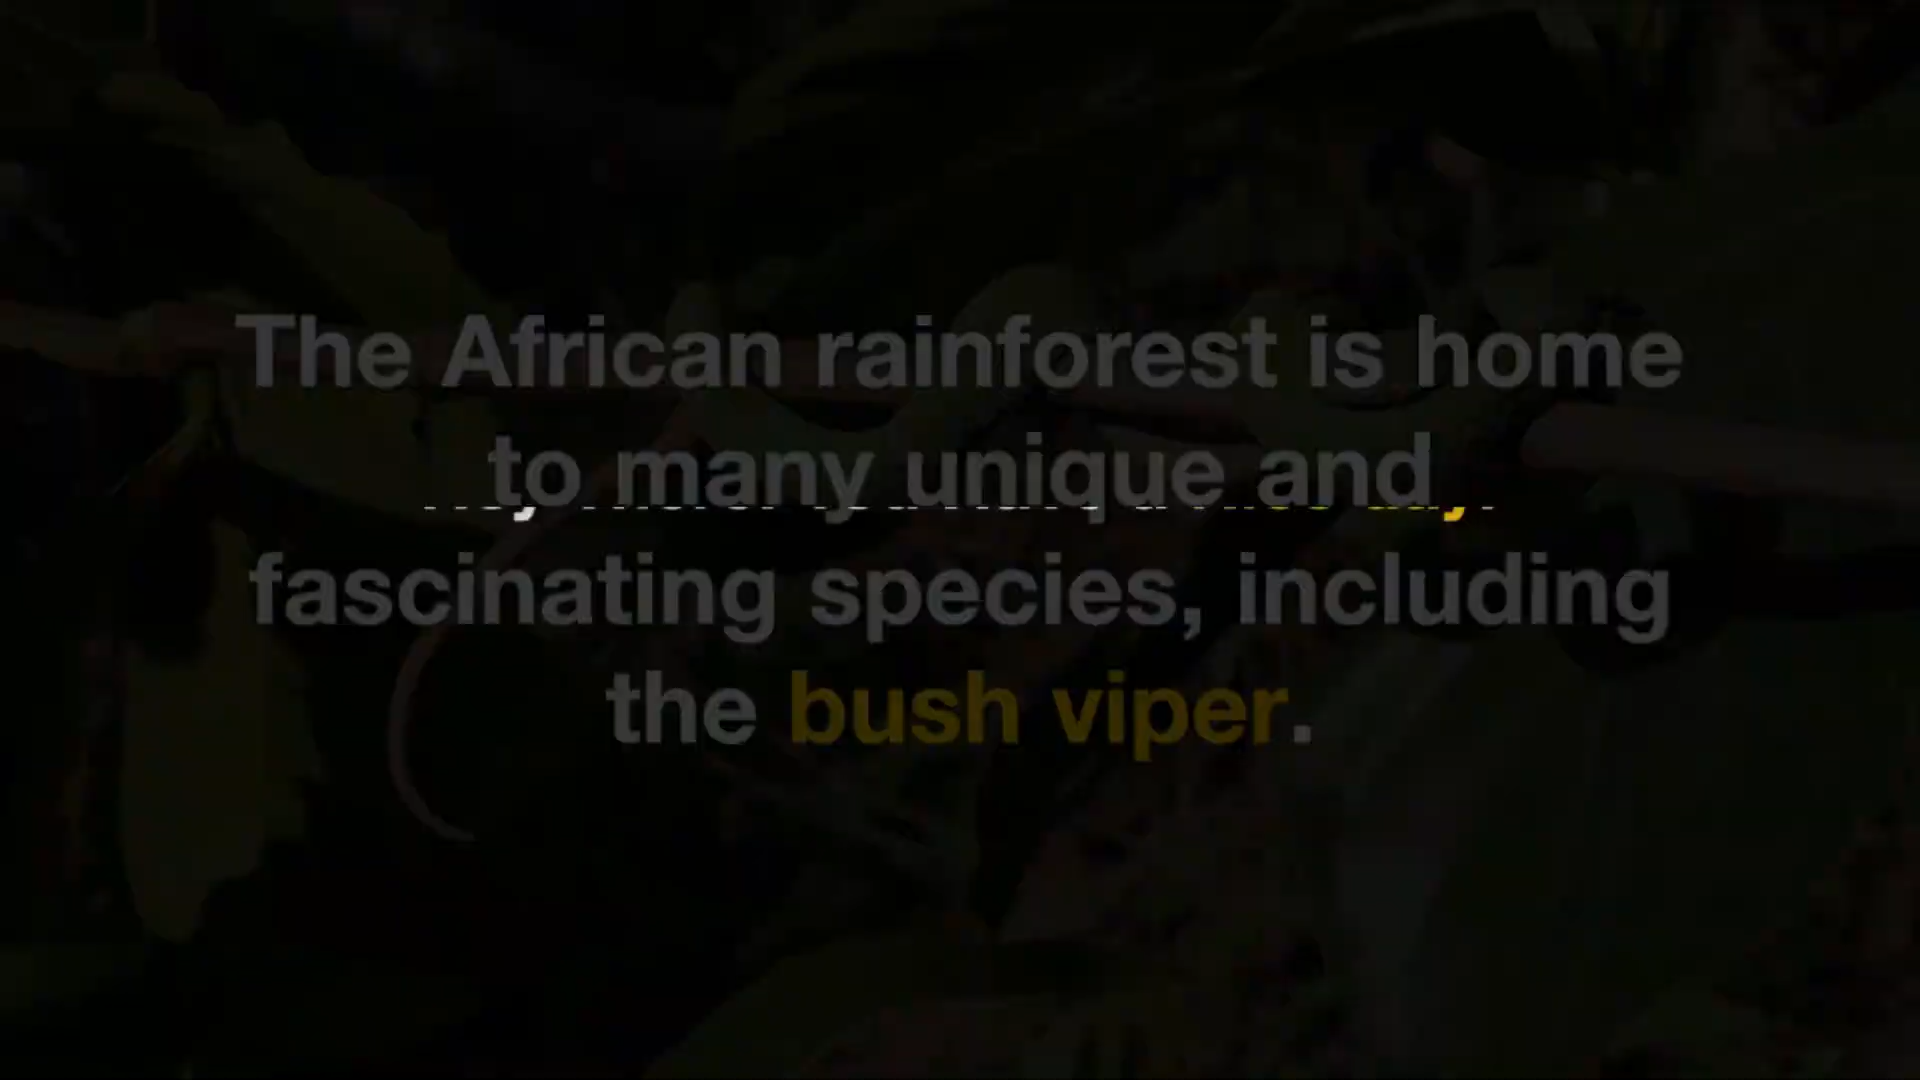 The African rainforest is home
to many unique and
fascinating species, including
the bush viper.